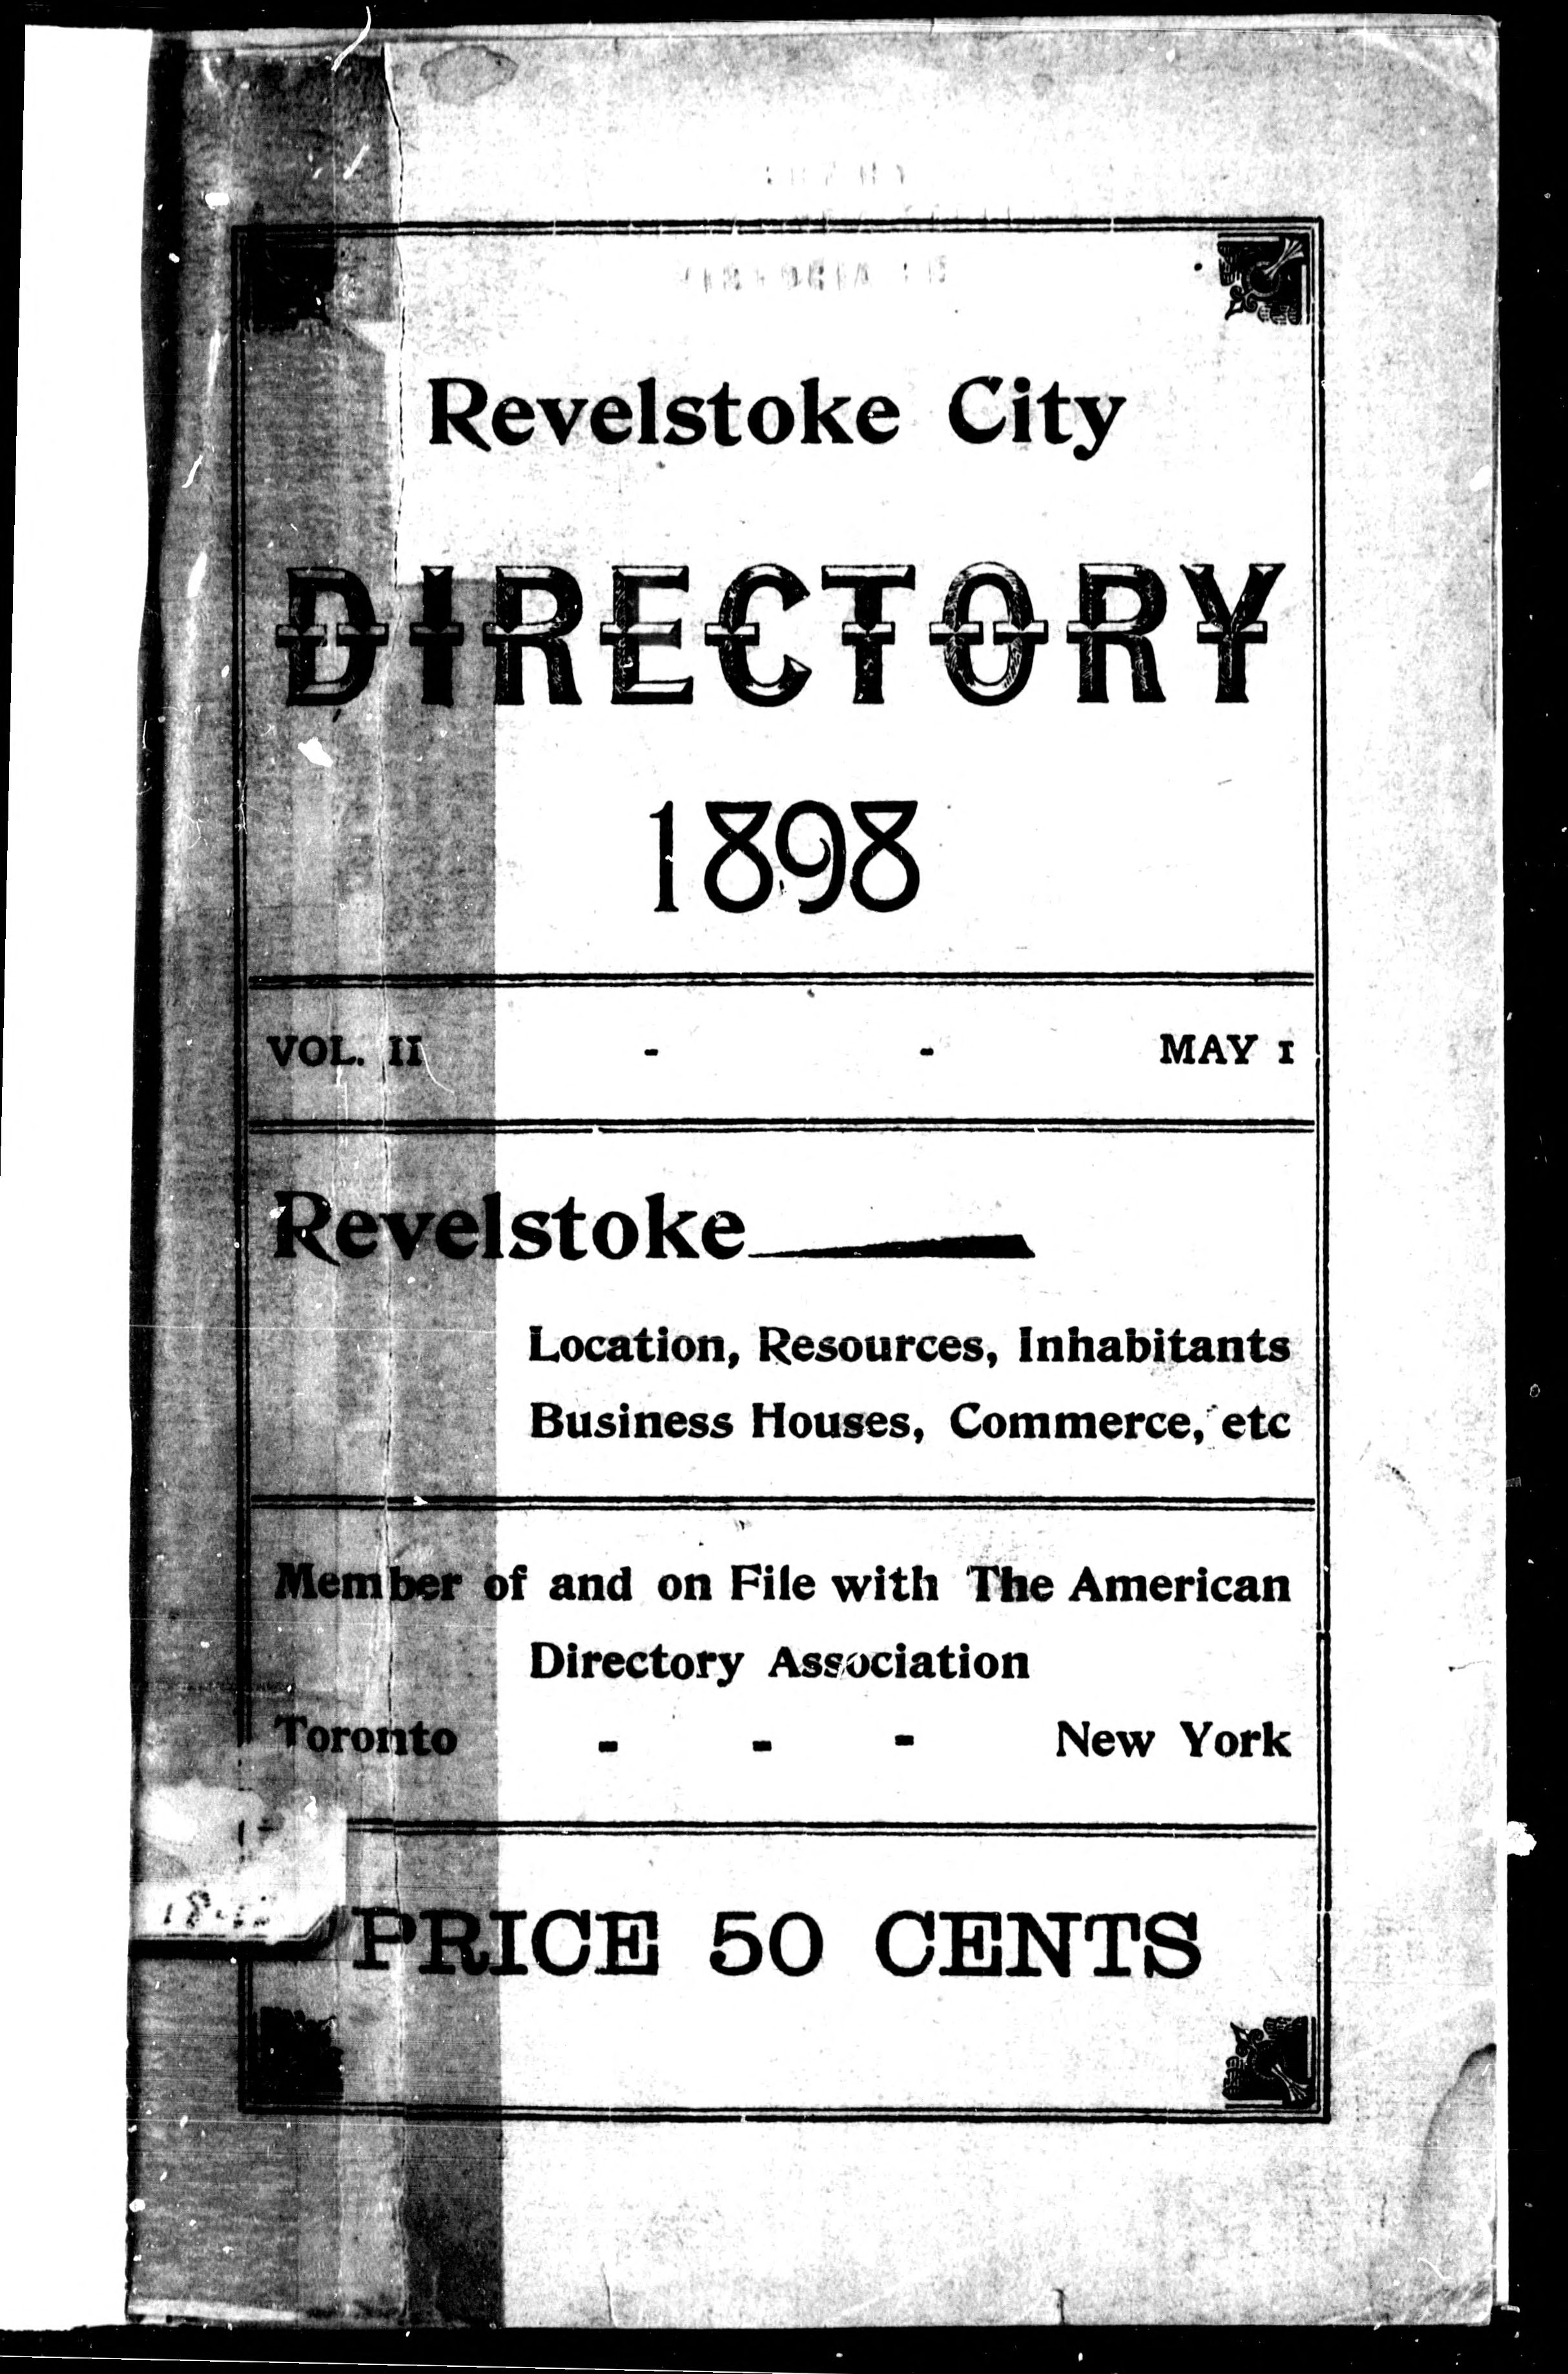 Revelstoke City
DIRECTORY
1898
VOL. II - - MAY 1
Revelstoke
Location, Resources, Inhabitants
Business Houses, Commerce, etc
Member of and on File with The American
Directory Association
Toronto - - - New York
PRICE 50 CENTS